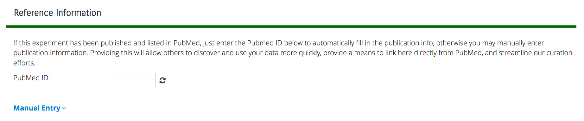 Reference Information
If this experiment has been published and listed in PubMed, just enter the Pubmed ID below to automatically fill in the publication info, otherwise you may manually enter
publication information. Providing this will allow others to discover and use your data more quickly, provide a means to link here directly from PubMed, and streamline our curation
efforts.
PubMed ID
Manual Entry